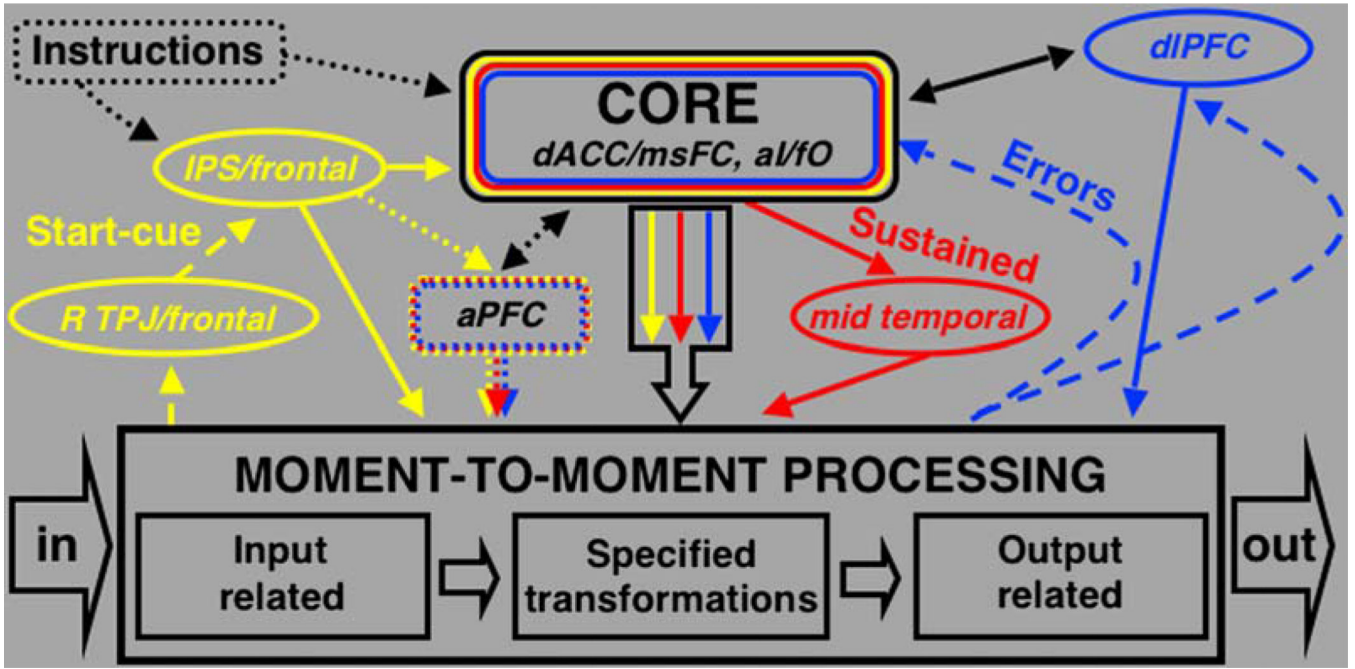 Instructions
CORE
dACC/msFC, aI/fO
dlPFC
IPS/frontal
Errors
Start-cue
Sustained
R TPJ/frontal
aPFC
mid temporal
MOMENT-TO-MOMENT PROCESSING
in
Input
related
Specified
transformations
Output
related
out